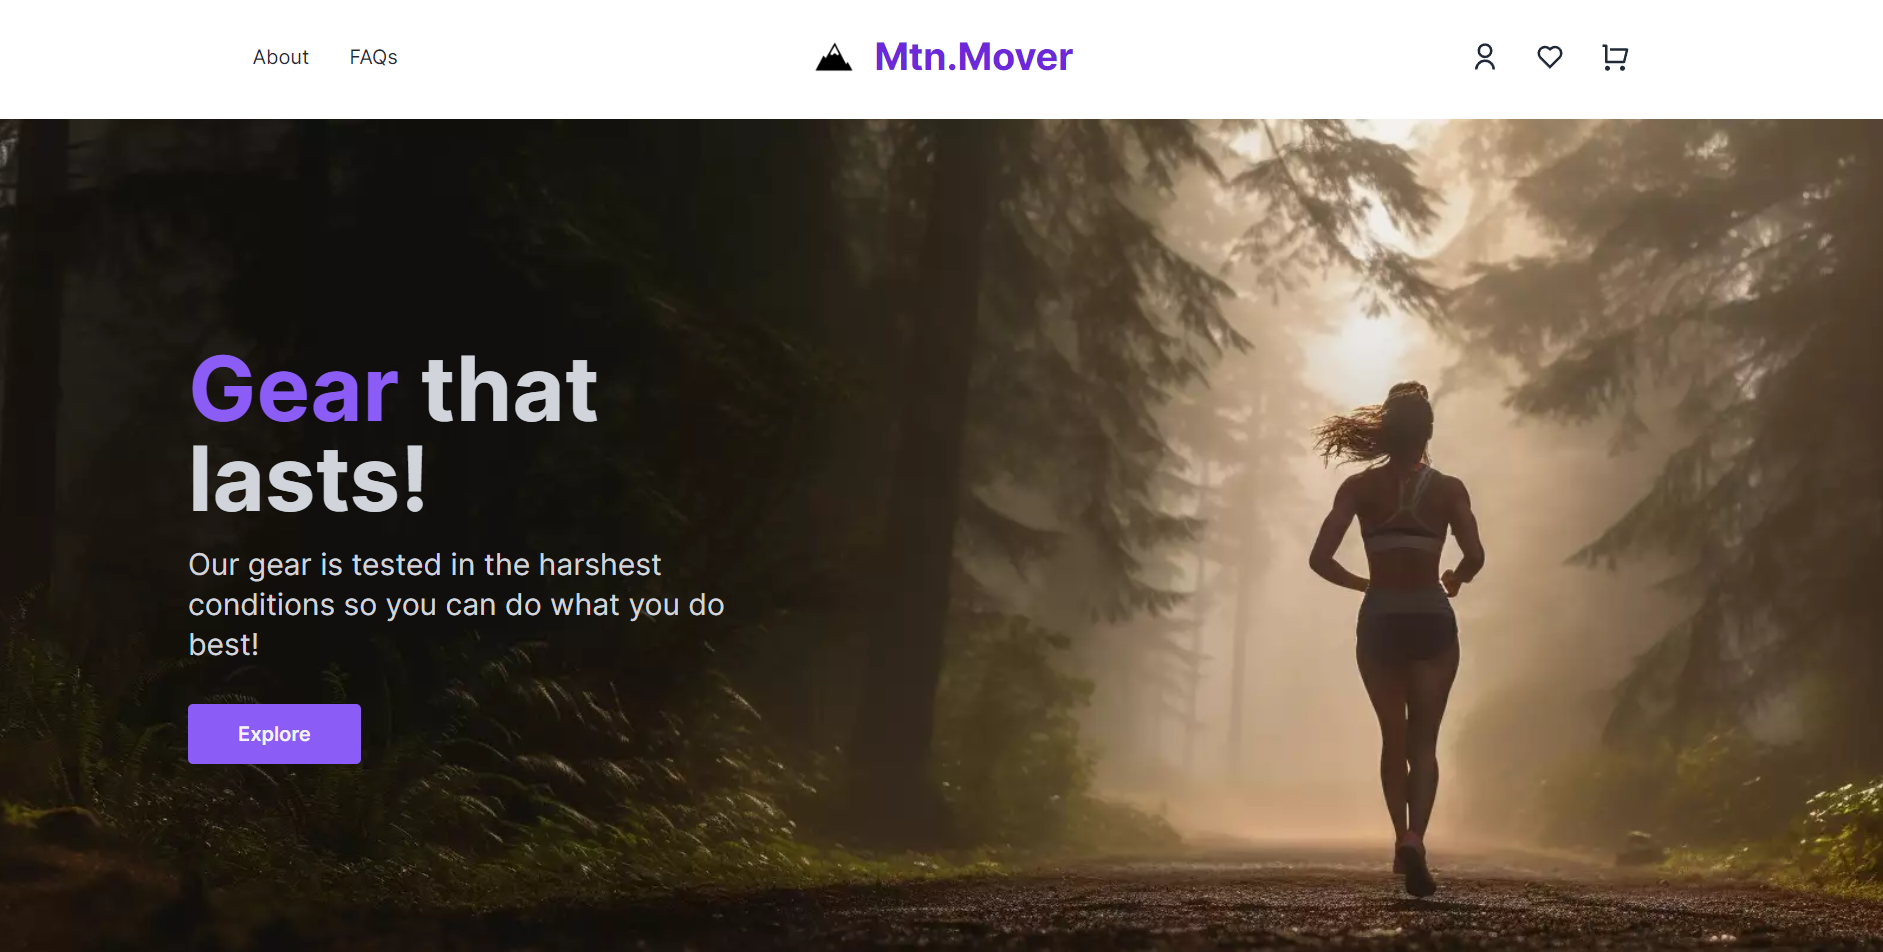 About
FAQs
Mtn.Mover
Gear that
lasts!
Our gear is tested in the harshest
conditions so you can do what you do
best!
Explore